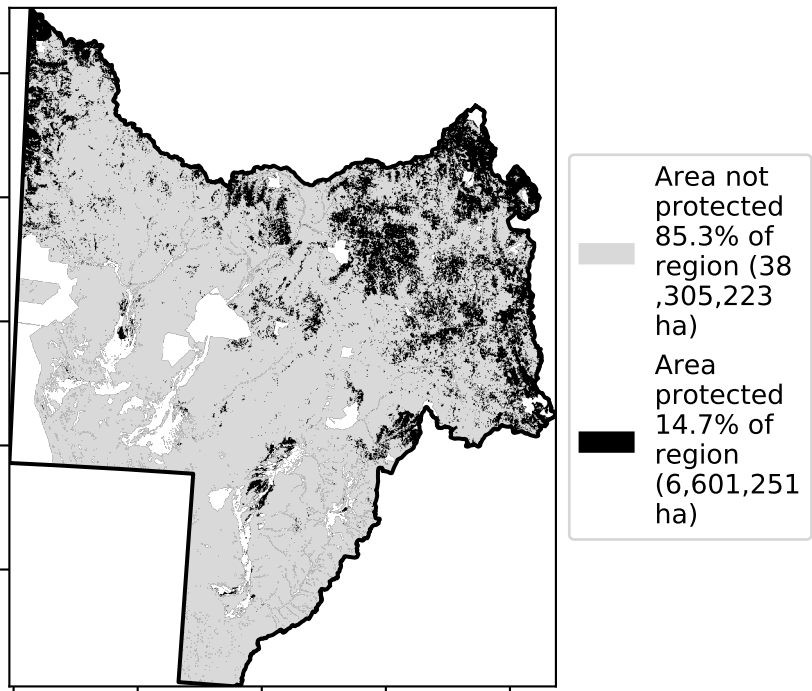 Area not
protected
85.3% of
region (38
,305,223
ha)
Area
protected
14.7% of
region
(6,601,251
ha)